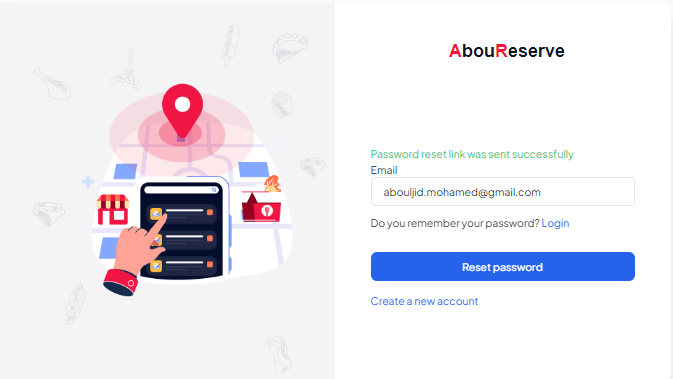 AbouReserve
Password reset link was sent successfully
Email
abouljid.mohamed@gmail.com
Do you remember your password? Login
Reset password
Create a new account